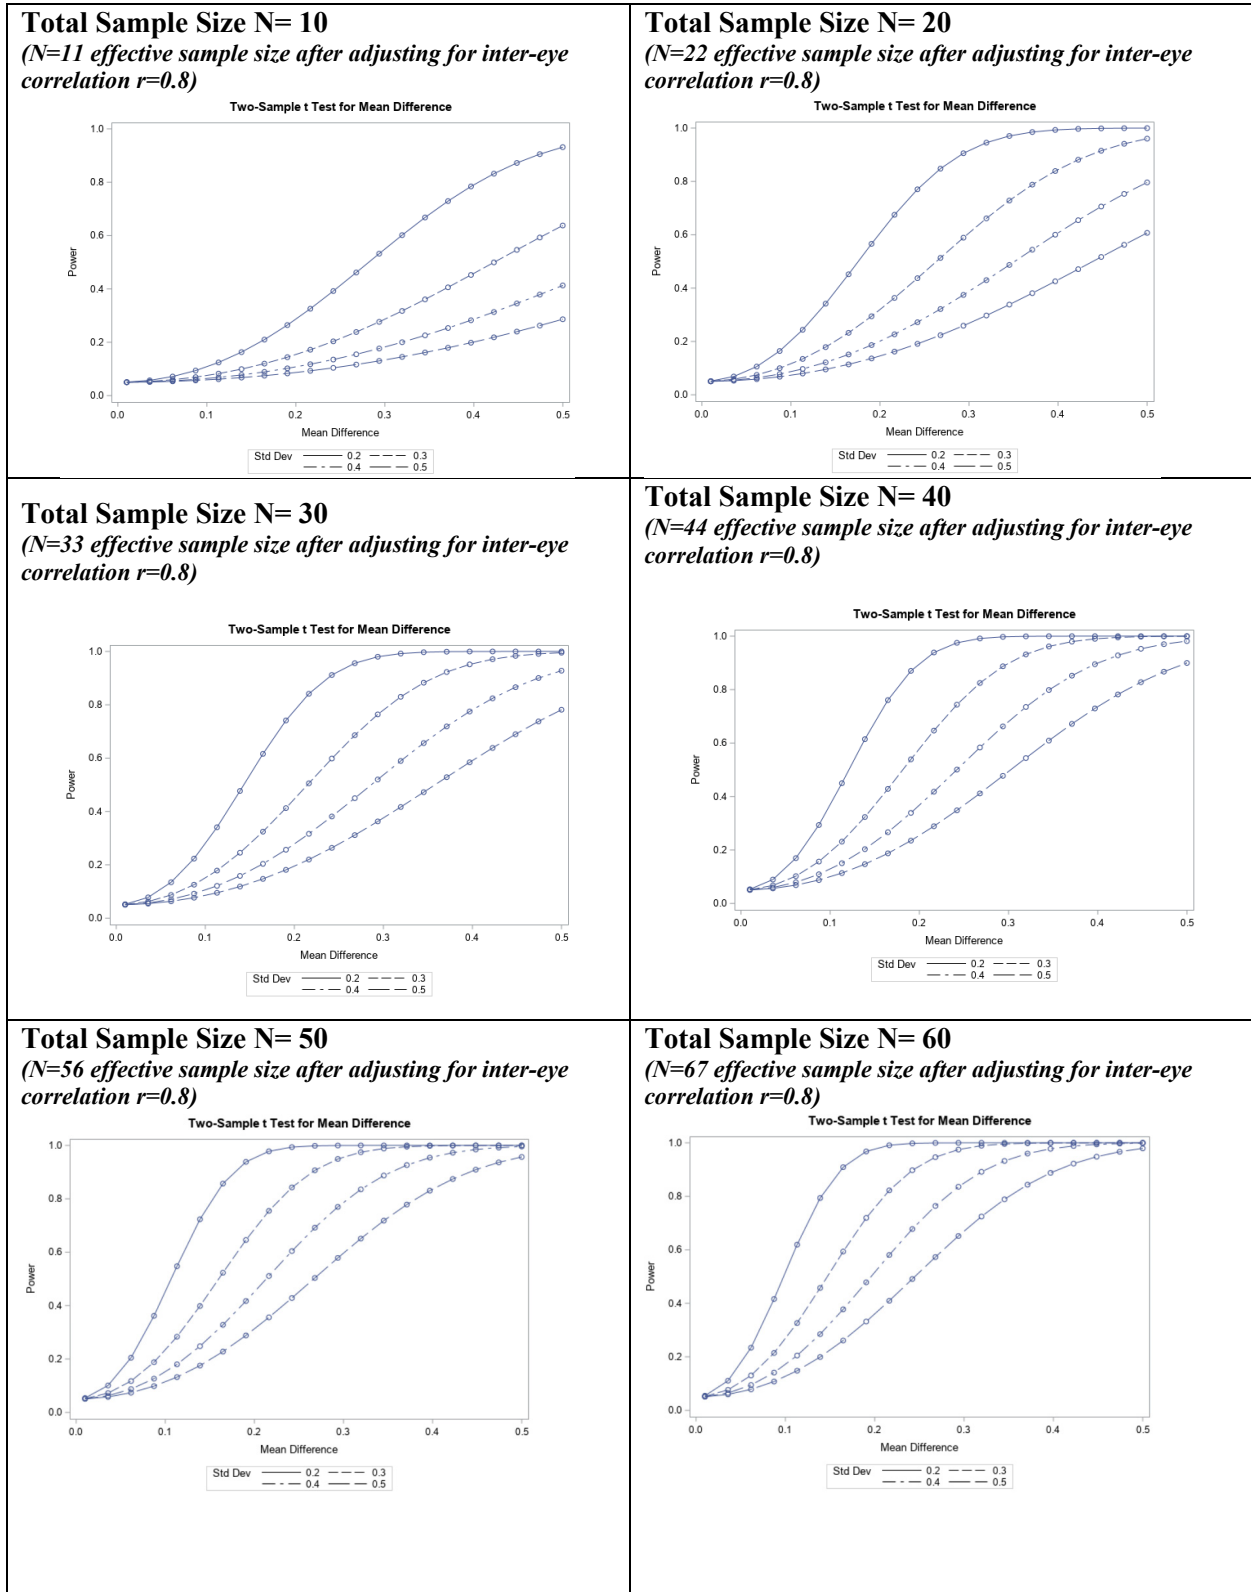 Total Sample Size N= 10
(N=11 effective sample size after adjusting for inter-eye
correlation r=0.8)
Two-Sample t Test for Mean Difference
1.0
0.8
0.6
0.4
0.2
0.0
Power
0.0 0.1 0.2 0.3 0.4 0.5
Mean Difference
Std Dev 0.2 0.3
0.4 0.5
Total Sample Size N= 20
(N=22 effective sample size after adjusting for inter-eye
correlation r=0.8)
Two-Sample t Test for Mean Difference
1.0
0.8
0.6
0.4
0.2
0.0
Power
0.0 0.1 0.2 0.3 0.4 0.5
Mean Difference
Std Dev 0.2 0.3
0.4 0.5
Total Sample Size N= 30
(N=33 effective sample size after adjusting for inter-eye
correlation r=0.8)
Two-Sample t Test for Mean Difference
1.0
0.8
0.6
0.4
0.2
0.0
Power
0.0 0.1 0.2 0.3 0.4 0.5
Mean Difference
Std Dev 0.2 0.3
0.4 0.5
Total Sample Size N= 40
(N=44 effective sample size after adjusting for inter-eye
correlation r=0.8)
Two-Sample t Test for Mean Difference
1.0
0.8
0.6
0.4
0.2
0.0
Power
0.0 0.1 0.2 0.3 0.4 0.5
Mean Difference
Std Dev 0.2 0.3
0.4 0.5
Total Sample Size N= 50
(N=56 effective sample size after adjusting for inter-eye
correlation r=0.8)
Two-Sample t Test for Mean Difference
1.0
0.8
0.6
0.4
0.2
0.0
Power
0.0 0.1 0.2 0.3 0.4 0.5
Mean Difference
Std Dev 0.2 0.3
0.4 0.5
Total Sample Size N= 60
(N=67 effective sample size after adjusting for inter-eye
correlation r=0.8)
Two-Sample t Test for Mean Difference
1.0
0.8
0.6
0.4
0.2
0.0
Power
0.0 0.1 0.2 0.3 0.4 0.5
Mean Difference
Std Dev 0.2 0.3
0.4 0.5